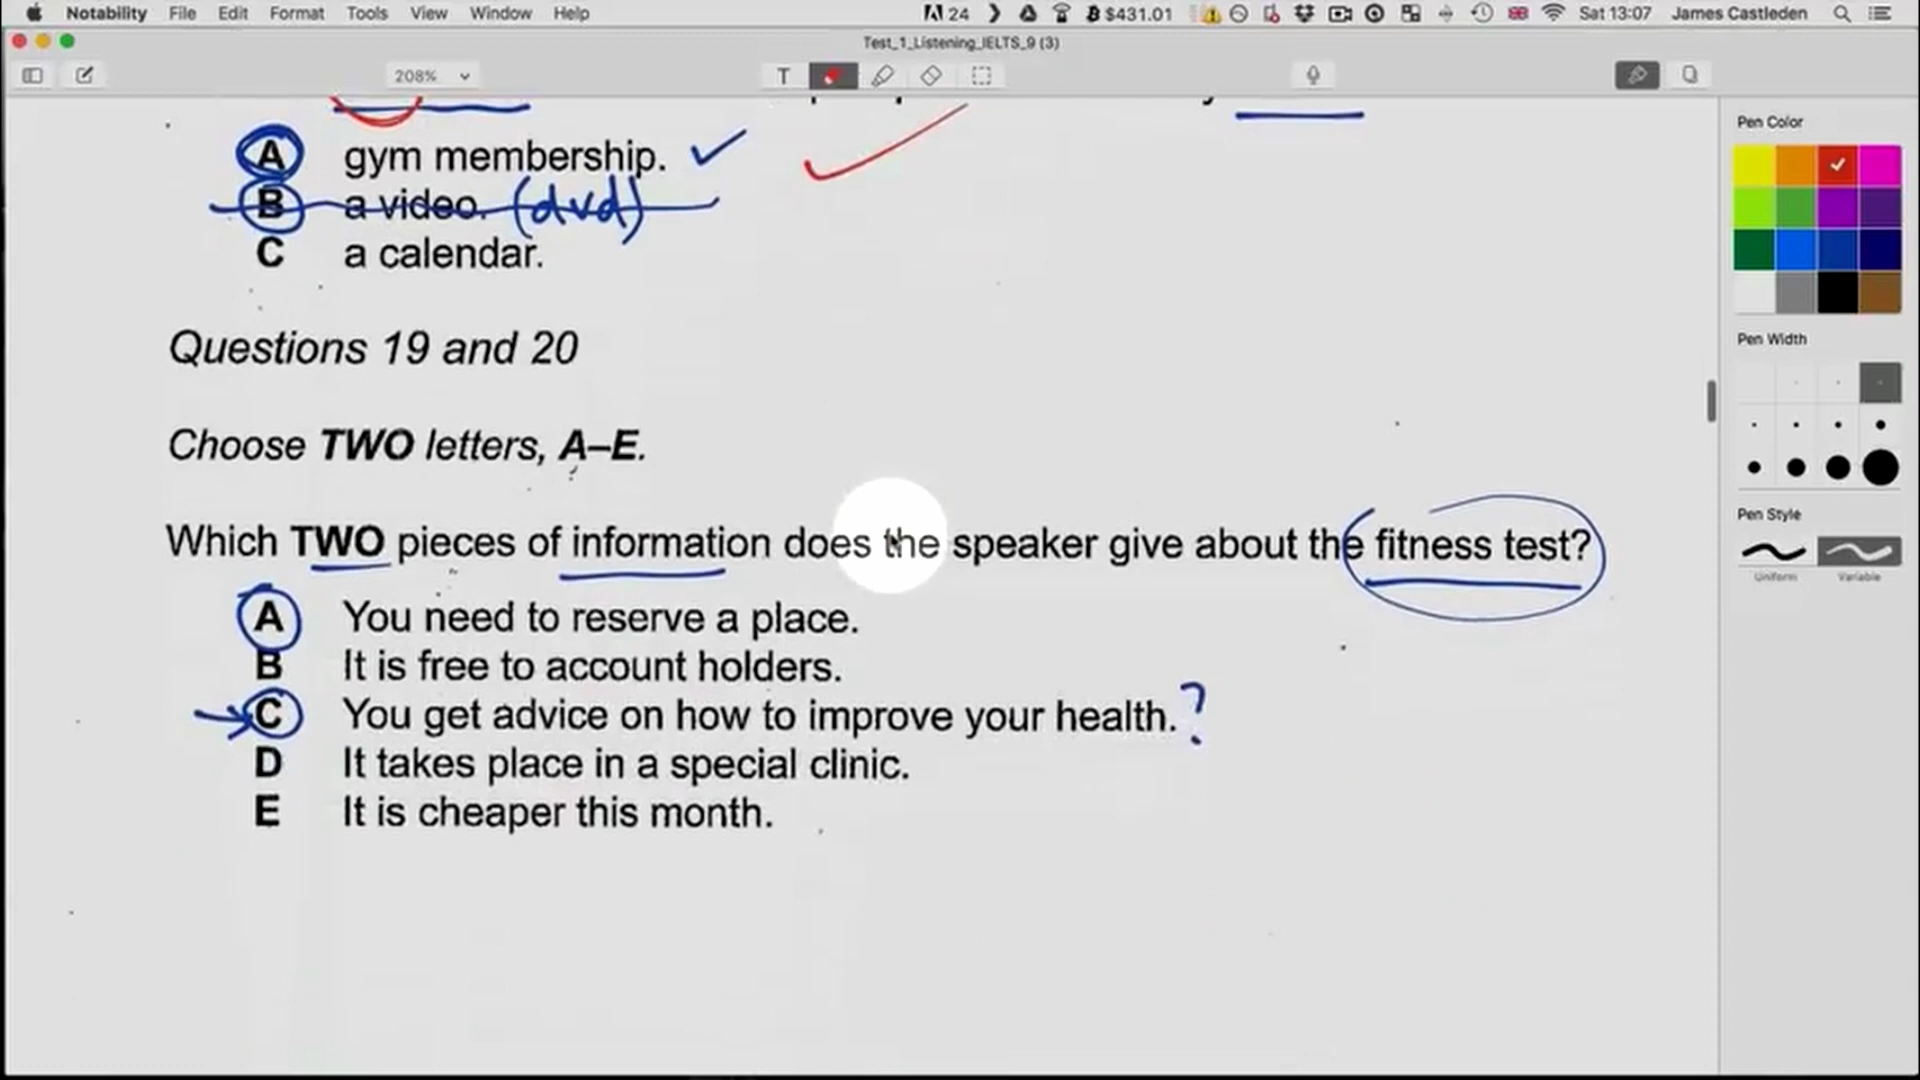 Notability File Edit Format Tools View Window Help 24 $431.01 Sat 13:07 James Castleden
Test_1_Listening_IELTS_9 (3)
208% T
Pen Color
A gym membership.
B a video. (dvd)
C a calendar.
Questions 19 and 20
Pen Width
Choose TWO letters, A–E.
Pen Style
Which TWO pieces of information does the speaker give about the fitness test?
Uniform Variable
A You need to reserve a place.
B It is free to account holders.
C You get advice on how to improve your health. ?
D It takes place in a special clinic.
E It is cheaper this month.